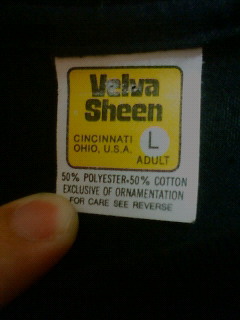 Velva
Sheen
CINCINNATI
OHIO, U.S.A.
L
ADULT
50% POLYESTER•50% COTTON
EXCLUSIVE OF ORNAMENTATION
FOR CARE SEE REVERSE